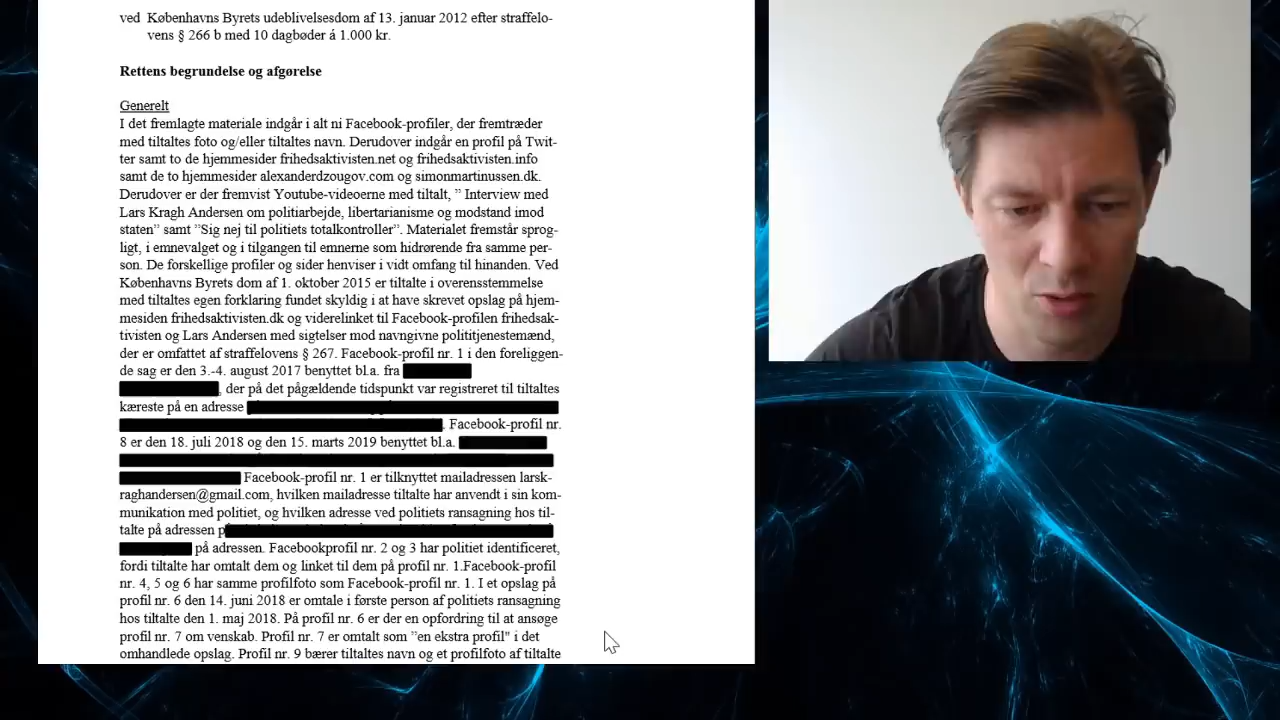 ved Københavns Byrets udeblivelsesdom af 13. januar 2012 efter straffelo-
vens § 266 b med 10 dagbøder á 1.000 kr.
Rettens begrundelse og afgørelse
Generelt
I det fremlagte materiale indgår i alt ni Facebook-profiler, der fremtræder
med tiltaltes foto og/eller tiltaltes navn. Derudover indgår en profil på Twit-
ter samt to de hjemmesider frihedsaktivisten.net og frihedsaktivisten.info
samt de to hjemmesider alexanderdzougov.com og simonmartinussen.dk.
Derudover er der fremvist Youtube-videoerne med tiltalt, ” Interview med
Lars Kragh Andersen om politiarbejde, libertarianisme og modstand imod
staten” samt ”Sig nej til politiets totalkontroller”. Materialet fremstår sprog-
ligt, i emnevalget og i tilgangen til emnerne som hidrørende fra samme per-
son. De forskellige profiler og sider henviser i vidt omfang til hinanden. Ved
Københavns Byrets dom af 1. oktober 2015 er tiltalte i overensstemmelse
med tiltaltes egen forklaring fundet skyldig i at have skrevet opslag på hjem-
mesiden frihedsaktivisten.dk og viderelinket til Facebook-profilen frihedsak-
tivisten og Lars Andersen med sigtelser mod navngivne polititjenestemænd,
der er omfattet af straffelovens § 267. Facebook-profil nr. 1 i den foreliggen-
de sag er den 3.-4. august 2017 benyttet bl.a. fra
, der på det pågældende tidspunkt var registreret til tiltaltes
kæreste på en adresse
. Facebook-profil nr.
8 er den 18. juli 2018 og den 15. marts 2019 benyttet bl.a.
Facebook-profil nr. 1 er tilknyttet mailadressen larsk-
raghandersen@gmail.com, hvilken mailadresse tiltalte har anvendt i sin kom-
munikation med politiet, og hvilken adresse ved politiets ransagning hos til-
talte på adressen p
på adressen. Facebookprofil nr. 2 og 3 har politiet identificeret,
fordi tiltalte har omtalt dem og linket til dem på profil nr. 1.Facebook-profil
nr. 4, 5 og 6 har samme profilfoto som Facebook-profil nr. 1. I et opslag på
profil nr. 6 den 14. juni 2018 er omtale i første person af politiets ransagning
hos tiltalte den 1. maj 2018. På profil nr. 6 er der en opfordring til at ansøge
profil nr. 7 om venskab. Profil nr. 7 er omtalt som ”en ekstra profil" i det
omhandlede opslag. Profil nr. 9 bærer tiltaltes navn og et profilfoto af tiltalte